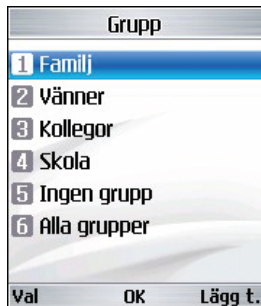 Grupp
1 Familj
2 Vänner
3 Kollegor
4 Skola
5 Ingen grupp
6 Alla grupper
Val OK Lägg t.